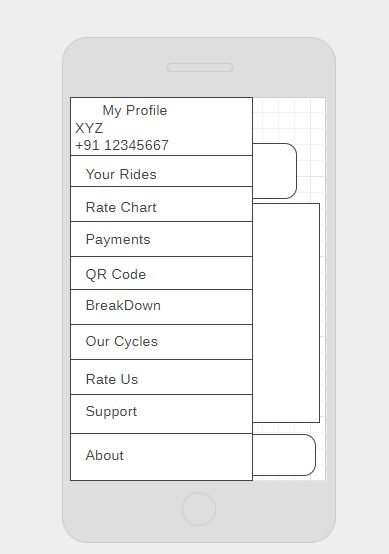 My Profile
XYZ
+91 12345667
Your Rides
Rate Chart
Payments
QR Code
BreakDown
Our Cycles
Rate Us
Support
About